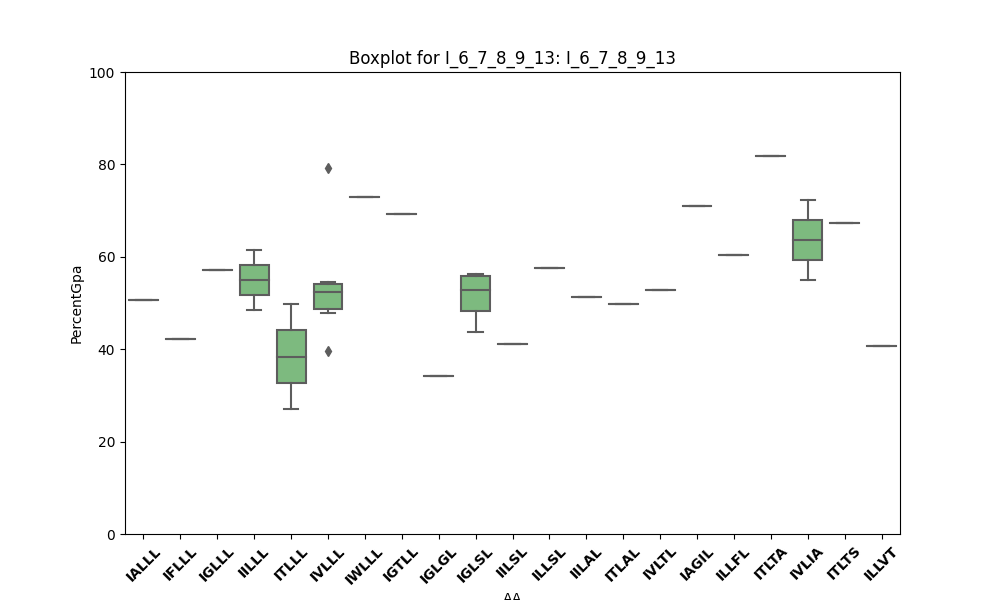 Boxplot for I_6_7_8_9_13: I_6_7_8_9_13
100
80
60
40
20
0
PercentGpa
IALLL
IFLLL
IGLLL
IILLL
ITLLL
IVLLL
IWLLL
IGTLL
IGLGL
IGLSL
IILSL
ILLSL
IILAL
ITLAL
IVLTL
IAGIL
ILLFL
ITLTA
IVLIA
ITLTS
ILLVT
AA